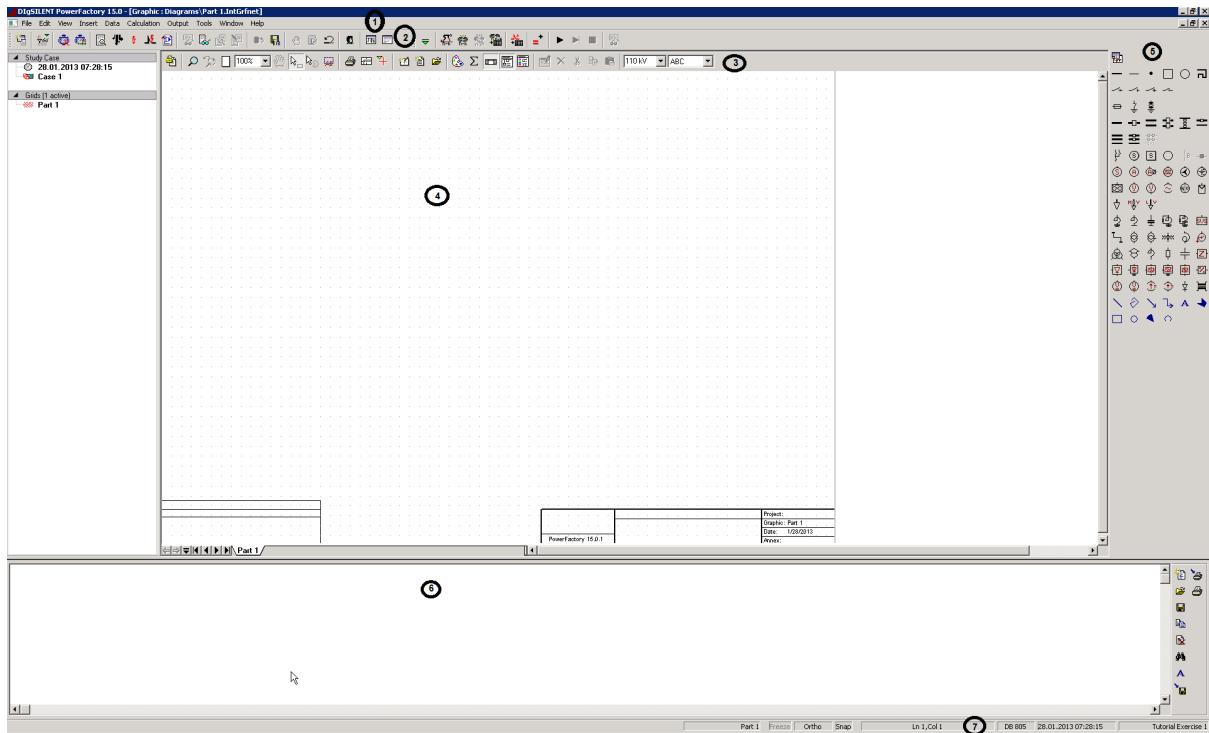 DIgSILENT PowerFactory 15.0 - [Graphic : Diagrams\Part 1.IntGrfnet]
File Edit View Insert Data Calculation Output Tools Window Help
1
2
Study Case
28.01.2013 07:28:15
Case 1
Grids (1 active)
Part 1
100%
110 kV
ABC
3
5
4
Project:
Graphic: Part 1
Date: 1/28/2013
Annex:
PowerFactory 15.0.1
Part 1
6
Part 1 Freeze Ortho Snap Ln 1,Col 1 7 DB 805 28.01.2013 07:28:15 Tutorial Exercise 1